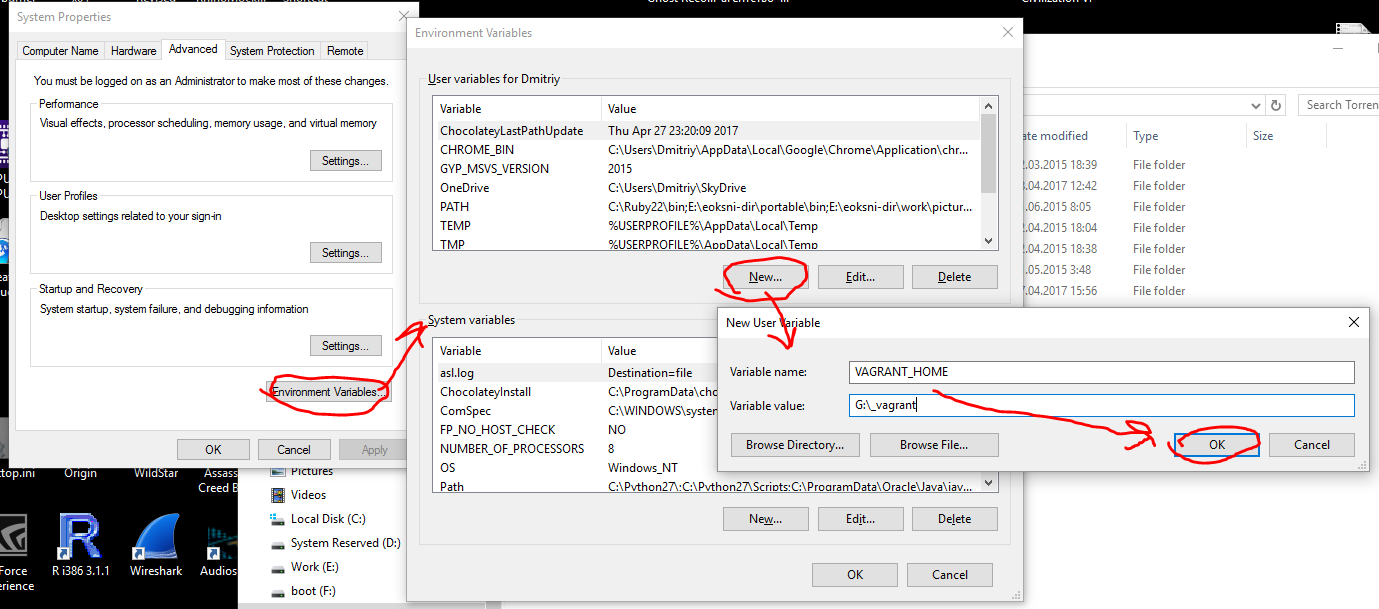 System Properties
Computer Name Hardware Advanced System Protection Remote
You must be logged on as an Administrator to make most of these changes.
Performance
Visual effects, processor scheduling, memory usage, and virtual memory
Settings...
User Profiles
Desktop settings related to your sign-in
Settings...
Startup and Recovery
System startup, system failure, and debugging information
Settings...
Environment Variables...
OK Cancel Apply
Environment Variables
User variables for Dmitriy
Variable Value
ChocolateyLastPathUpdate Thu Apr 27 23:20:09 2017
CHROME_BIN C:\Users\Dmitriy\AppData\Local\Google\Chrome\Application\chr...
GYP_MSVS_VERSION 2015
OneDrive C:\Users\Dmitriy\SkyDrive
PATH C:\Ruby22\bin;E:\eoksni-dir\portable\bin;E:\eoksni-dir\work\pictur...
TEMP %USERPROFILE%\AppData\Local\Temp
TMP %USERPROFILE%\AppData\Local\Temp
New... Edit... Delete
System variables
Variable Value
asl.log Destination=file
ChocolateyInstall C:\ProgramData\cho
ComSpec C:\WINDOWS\system
FP_NO_HOST_CHECK NO
NUMBER_OF_PROCESSORS 8
OS Windows_NT
Path C:\Python27\;C:\Python27\Scripts;C:\ProgramData\Oracle\Java\jav...
New... Edit... Delete
OK Cancel
New User Variable
Variable name: VAGRANT_HOME
Variable value: G:\_vagrant
Browse Directory... Browse File... OK Cancel
Search Torren
ate modified Type Size
2.03.2015 18:39 File folder
3.04.2017 12:42 File folder
.06.2015 8:05 File folder
2.04.2015 18:04 File folder
2.04.2015 18:38 File folder
.05.2015 3:48 File folder
7.04.2017 15:56 File folder
Pictures
Videos
Local Disk (C:)
System Reserved (D:)
Work (E:)
boot (F:)
top.ini Origin WildStar Assass
Creed B
Force R i386 3.1.1 Wireshark Audios
erience